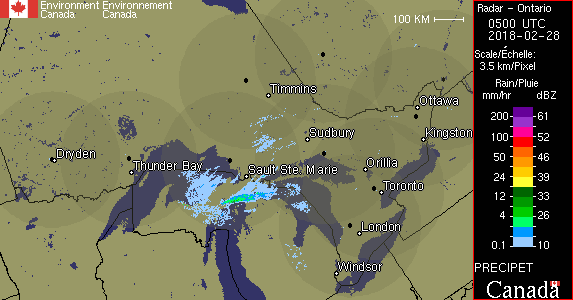 Environment Environnement
Canada Canada
100 KM
Timmins
Ottawa
Sudbury
Kingston
Dryden
Thunder Bay
Sault Ste. Marie
Orillia
Toronto
London
Windsor
Radar - Ontario
0500 UTC
2018-02-28
Scale/Échelle:
3.5 km/Pixel
Rain/Pluie
mm/hr dBZ
200 61
100 52
50 46
24 39
12 33
4 26
0.1 10
PRECIPET
Canada